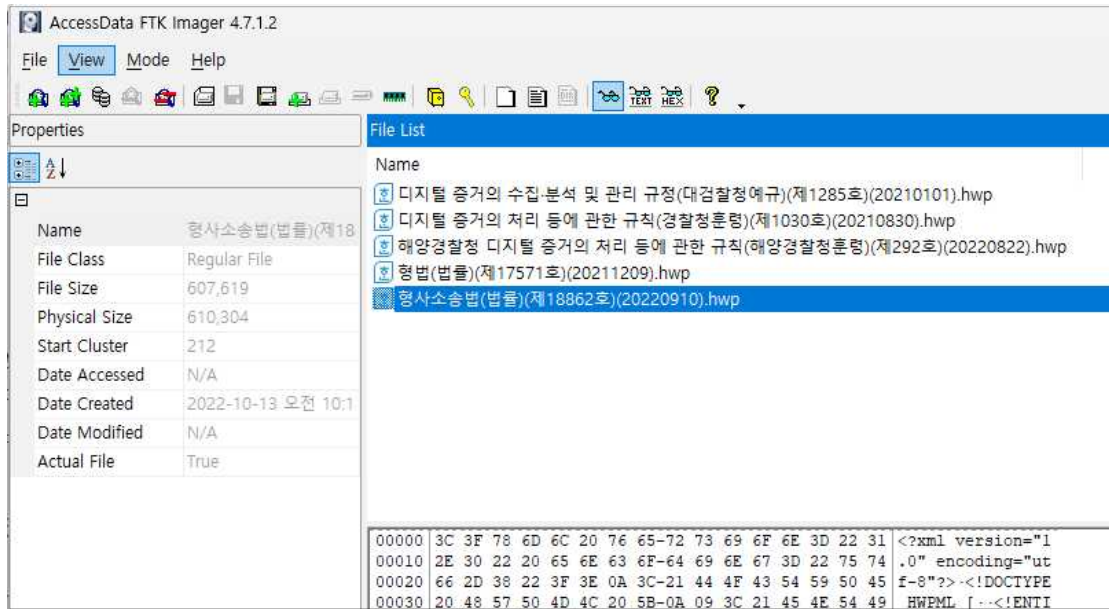 AccessData FTK Imager 4.7.1.2
File View Mode Help
TEXT HEX
Properties
File List
A
Z
Name
디지털 증거의 수집·분석 및 관리 규정(대검찰청예규)(제1285호)(20210101).hwp
디지털 증거의 처리 등에 관한 규칙(경찰청훈령)(제1030호)(20210830).hwp
해양경찰청 디지털 증거의 처리 등에 관한 규칙(해양경찰청훈령)(제292호)(20220822).hwp
형법(법률)(제17571호)(20211209).hwp
형사소송법(법률)(제18862호)(20220910).hwp
Name 형사소송법(법률)(제18
File Class Regular File
File Size 607,619
Physical Size 610,304
Start Cluster 212
Date Accessed N/A
Date Created 2022-10-13 오전 10:1
Date Modified N/A
Actual File True
00000 3C 3F 78 6D 6C 20 76 65-72 73 69 6F 6E 3D 22 31 <?xml version="1
00010 2E 30 22 20 65 6E 63 6F-64 69 6E 67 3D 22 75 74 .0" encoding="ut
00020 66 2D 38 22 3F 3E 0A 3C-21 44 4F 43 54 59 50 45 f-8"?>·<!DOCTYPE
00030 20 48 57 50 4D 4C 20 5B-0A 09 3C 21 45 4E 54 49 HWPML [··<!ENTI